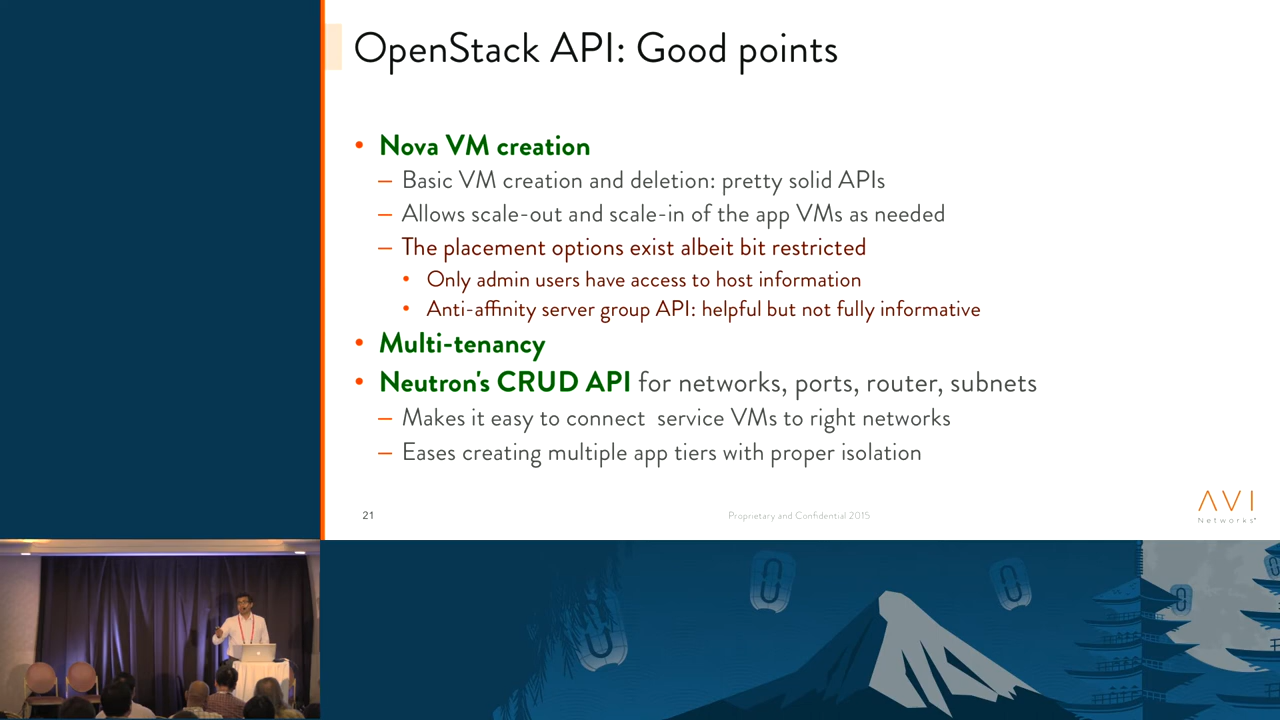 OpenStack API: Good points
• Nova VM creation
– Basic VM creation and deletion: pretty solid APIs
– Allows scale-out and scale-in of the app VMs as needed
– The placement options exist albeit bit restricted
• Only admin users have access to host information
• Anti-affinity server group API: helpful but not fully informative
• Multi-tenancy
• Neutron's CRUD API for networks, ports, router, subnets
– Makes it easy to connect  service VMs to right networks
– Eases creating multiple app tiers with proper isolation
21
Proprietary and Confidential 2015
AVI
Networks